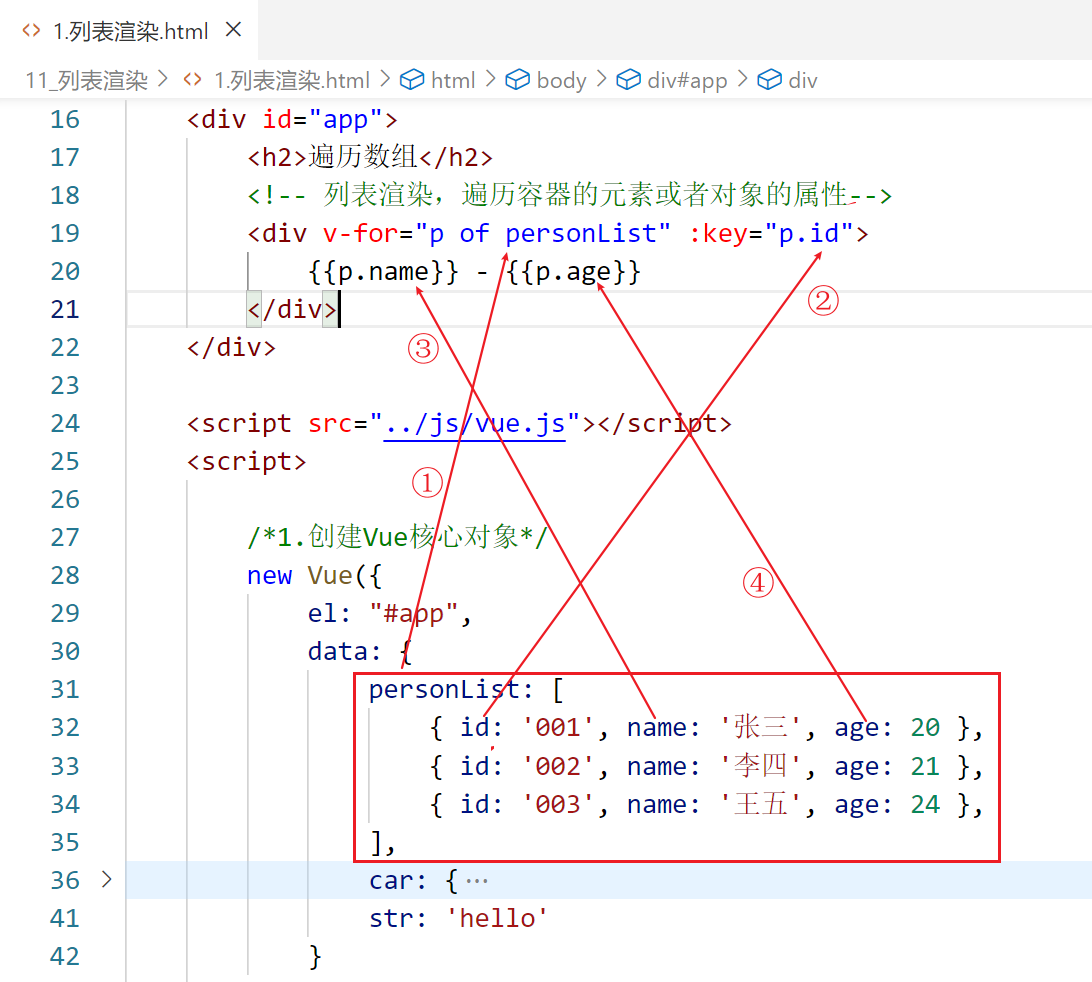 <> 1.列表渲染.html ×
11_列表渲染 > <> 1.列表渲染.html > html > body > div#app > div
16 <div id="app">
17 <h2>遍历数组</h2>
18 <!-- 列表渲染，遍历容器的元素或者对象的属性-->
19 <div v-for="p of personList" :key="p.id">
20 {{p.name}} - {{p.age}}
21 </div>
②
③
22 </div>
23
24 <script src="../js/vue.js"></script>
25 <script>
①
26
27 /*1.创建Vue核心对象*/
28 new Vue({
④
29 el: "#app",
30 data: {
31 personList: [
32 { id: '001', name: '张三', age: 20 },
33 { id: '002', name: '李四', age: 21 },
34 { id: '003', name: '王五', age: 24 },
35 ],
36 > car: {···
41 str: 'hello'
42 }